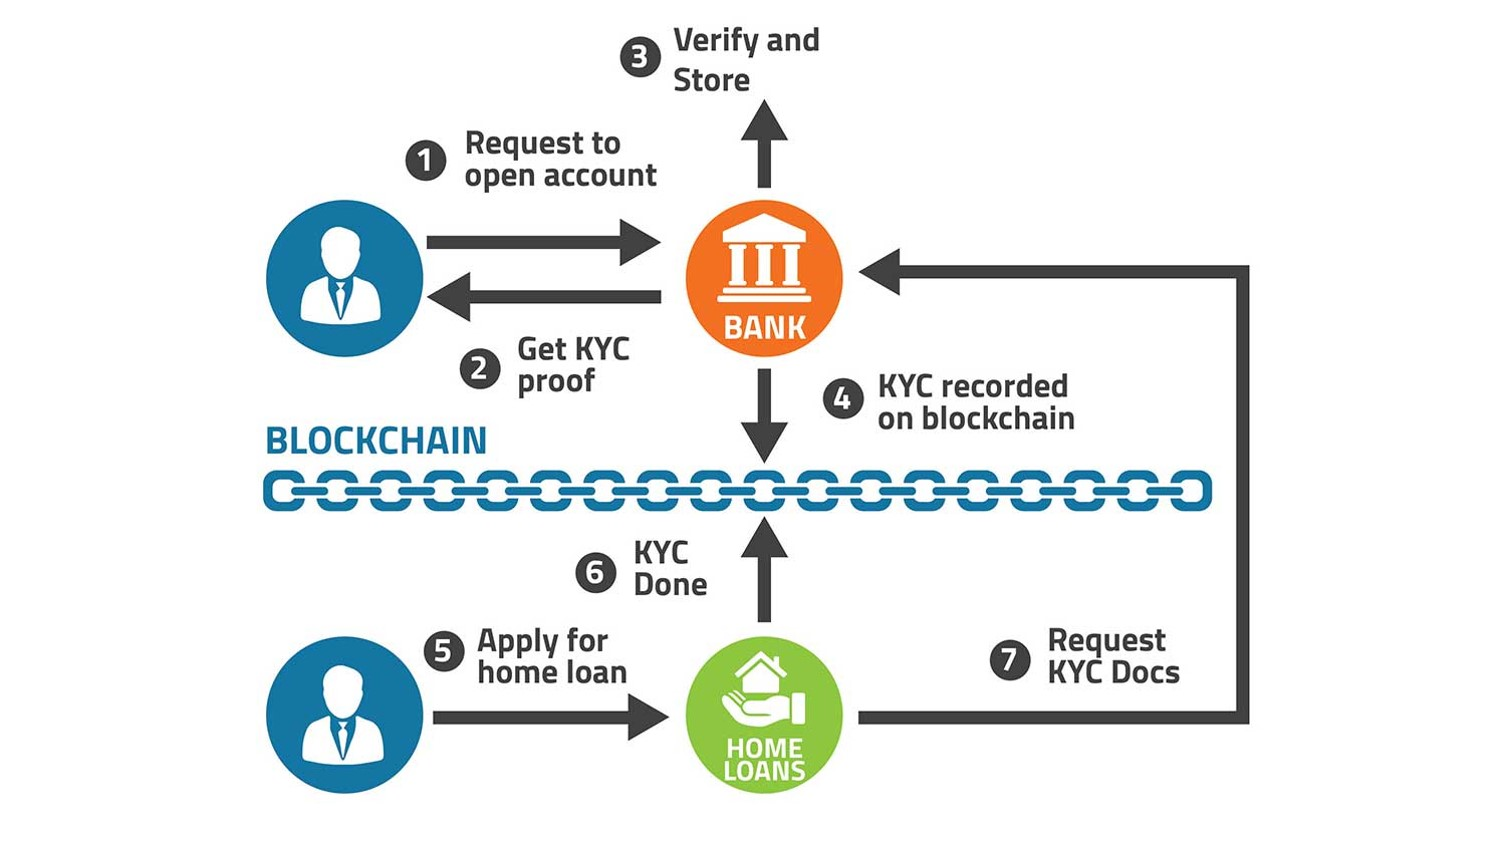 3 Verify and
Store
1 Request to
open account
BANK
2 Get KYC
proof
4 KYC recorded
on blockchain
BLOCKCHAIN
6 KYC
Done
5 Apply for
home loan
7 Request
KYC Docs
HOME
LOANS